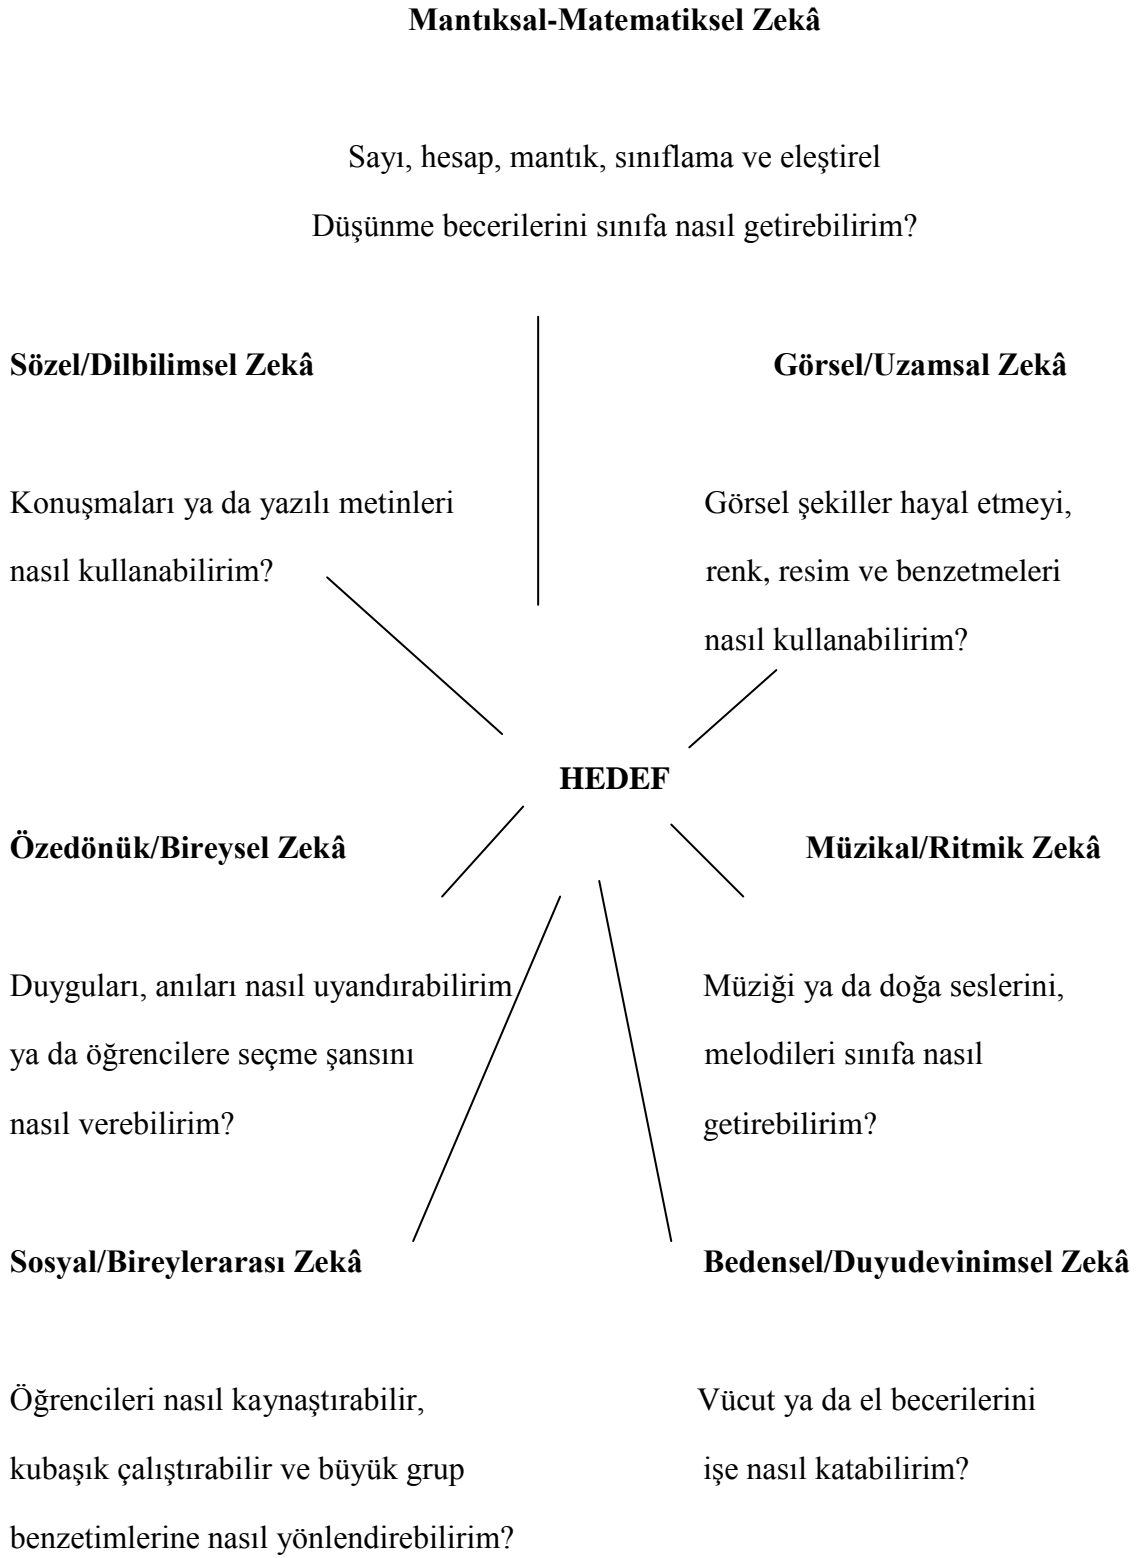 Mantıksal-Matematiksel Zekâ
Sayı, hesap, mantık, sınıflama ve eleştirel
Düşünme becerilerini sınıfa nasıl getirebilirim?
Sözel/Dilbilimsel Zekâ
Konuşmaları ya da yazılı metinleri
nasıl kullanabilirim?
Görsel/Uzamsal Zekâ
Görsel şekiller hayal etmeyi,
renk, resim ve benzetmeleri
nasıl kullanabilirim?
HEDEF
Özedönük/Bireysel Zekâ
Duyguları, anıları nasıl uyandırabilirim
ya da öğrencilere seçme şansını
nasıl verebilirim?
Müzikal/Ritmik Zekâ
Müziği ya da doğa seslerini,
melodileri sınıfa nasıl
getirebilirim?
Sosyal/Bireylerarası Zekâ
Öğrencileri nasıl kaynaştırabilir,
kubaşık çalıştırabilir ve büyük grup
benzetimlerine nasıl yönlendirebilirim?
Bedensel/Duyudevinimsel Zekâ
Vücut ya da el becerilerini
işe nasıl katabilirim?